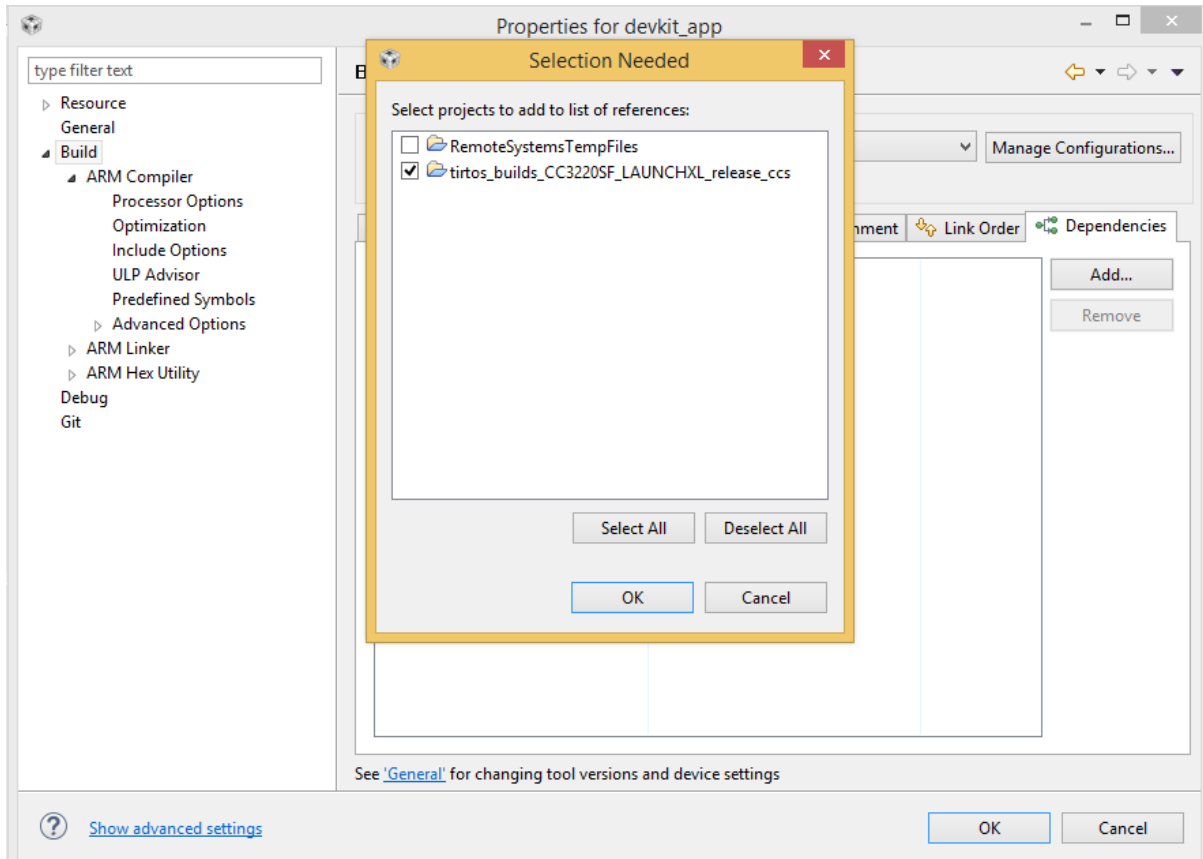 Properties for devkit_app
Selection Needed
type filter text
Resource
General
Build
ARM Compiler
Processor Options
Optimization
Include Options
ULP Advisor
Predefined Symbols
Advanced Options
ARM Linker
ARM Hex Utility
Debug
Git
Select projects to add to list of references:
RemoteSystemsTempFiles
tirtos_builds_CC3220SF_LAUNCHXL_release_ccs
Select All Deselect All
OK Cancel
Manage Configurations...
Link Order Dependencies
Add...
Remove
See 'General' for changing tool versions and device settings
Show advanced settings
OK Cancel